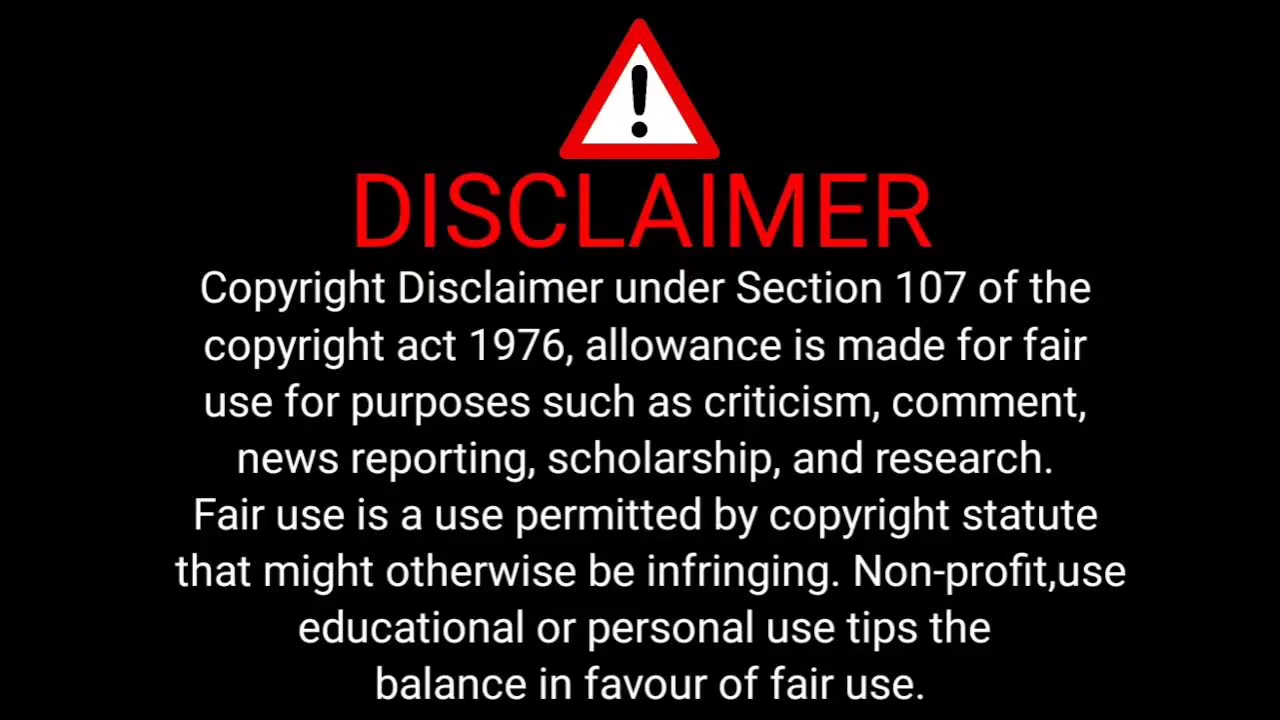 DISCLAIMER
Copyright Disclaimer under Section 107 of the
copyright act 1976, allowance is made for fair
use for purposes such as criticism, comment,
news reporting, scholarship, and research.
Fair use is a use permitted by copyright statute
that might otherwise be infringing. Non-profit,use
educational or personal use tips the
balance in favour of fair use.